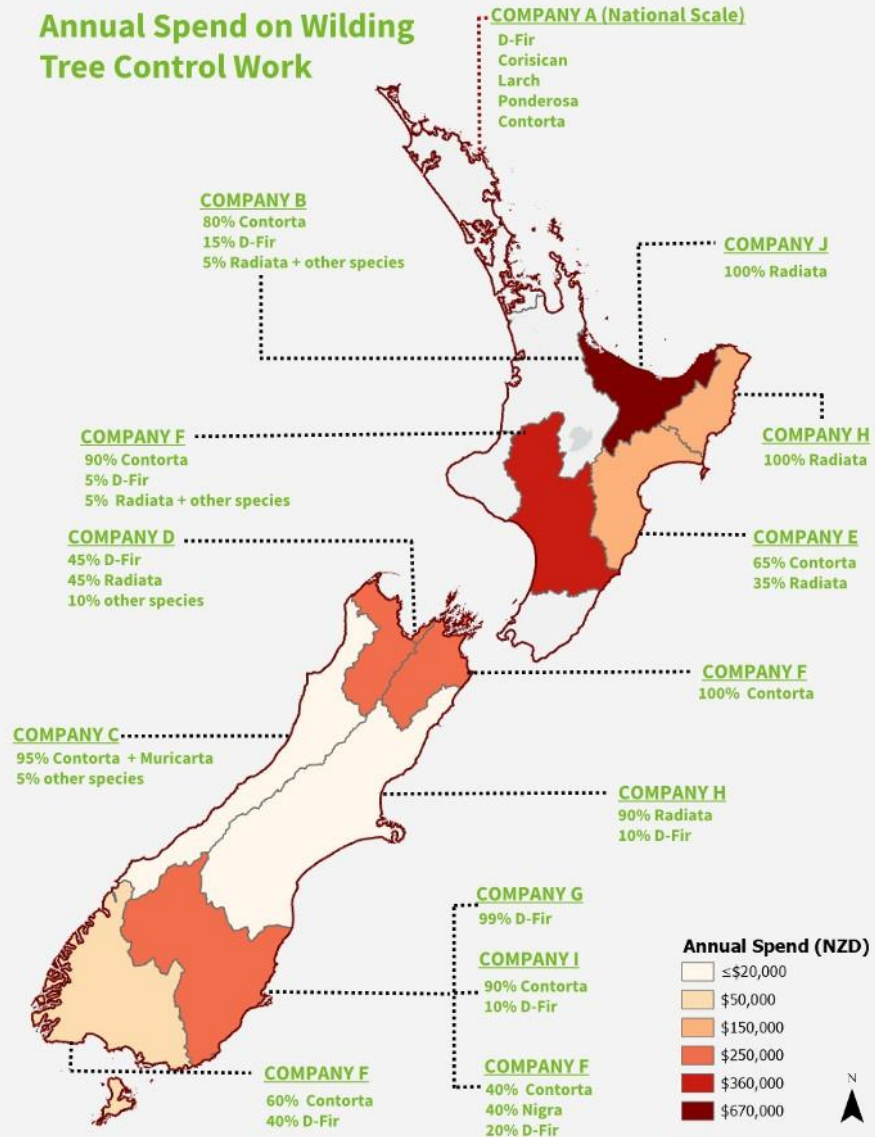 Annual Spend on Wilding
Tree Control Work
COMPANY A (National Scale)
D-Fir
Corisican
Larch
Ponderosa
Contorta
COMPANY B
80% Contorta
15% D-Fir
5% Radiata + other species
COMPANY J
100% Radiata
COMPANY H
100% Radiata
COMPANY F
90% Contorta
5% D-Fir
5% Radiata + other species
COMPANY D
45% D-Fir
45% Radiata
10% other species
COMPANY E
65% Contorta
35% Radiata
COMPANY F
100% Contorta
COMPANY C
95% Contorta + Muricarta
5% other species
COMPANY H
90% Radiata
10% D-Fir
COMPANY G
99% D-Fir
COMPANY I
90% Contorta
10% D-Fir
COMPANY F
40% Contorta
40% Nigra
20% D-Fir
COMPANY F
60% Contorta
40% D-Fir
Annual Spend (NZD)
≤$20,000
$50,000
$150,000
$250,000
$360,000
$670,000
N